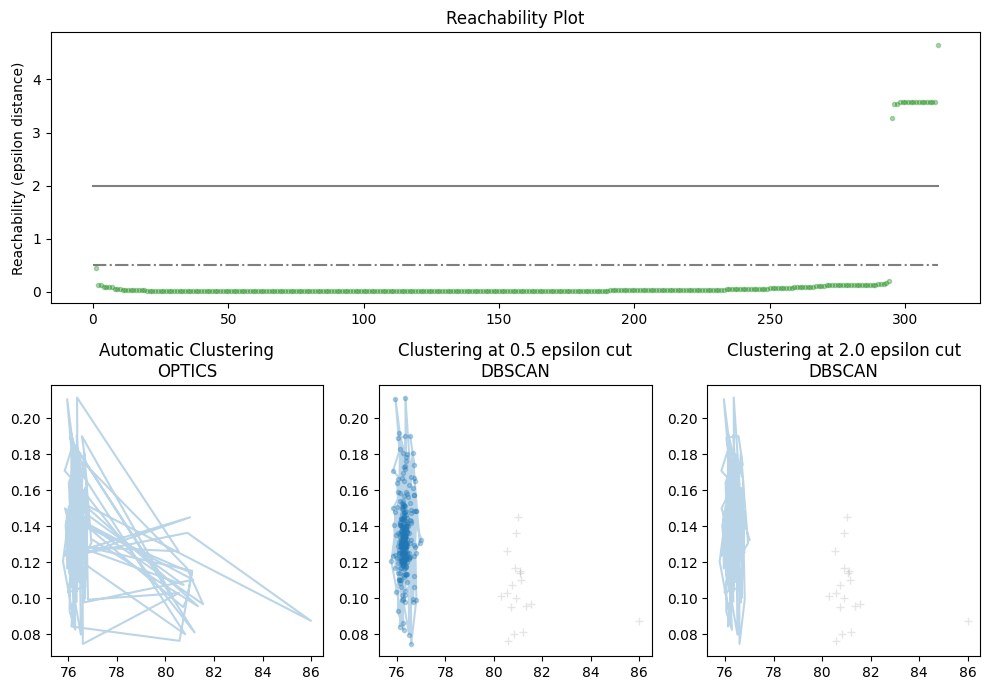 Reachability Plot
Reachability (epsilon distance)
4
3
2
1
0
0 50 100 150 200 250 300
Automatic Clustering
OPTICS
Clustering at 0.5 epsilon cut
DBSCAN
Clustering at 2.0 epsilon cut
DBSCAN
0.20 0.20 0.20
0.18 0.18 0.18
0.16 0.16 0.16
0.14 0.14 0.14
0.12 0.12 0.12
0.10 0.10 0.10
0.08 0.08 0.08
76 78 80 82 84 86 76 78 80 82 84 86 76 78 80 82 84 86